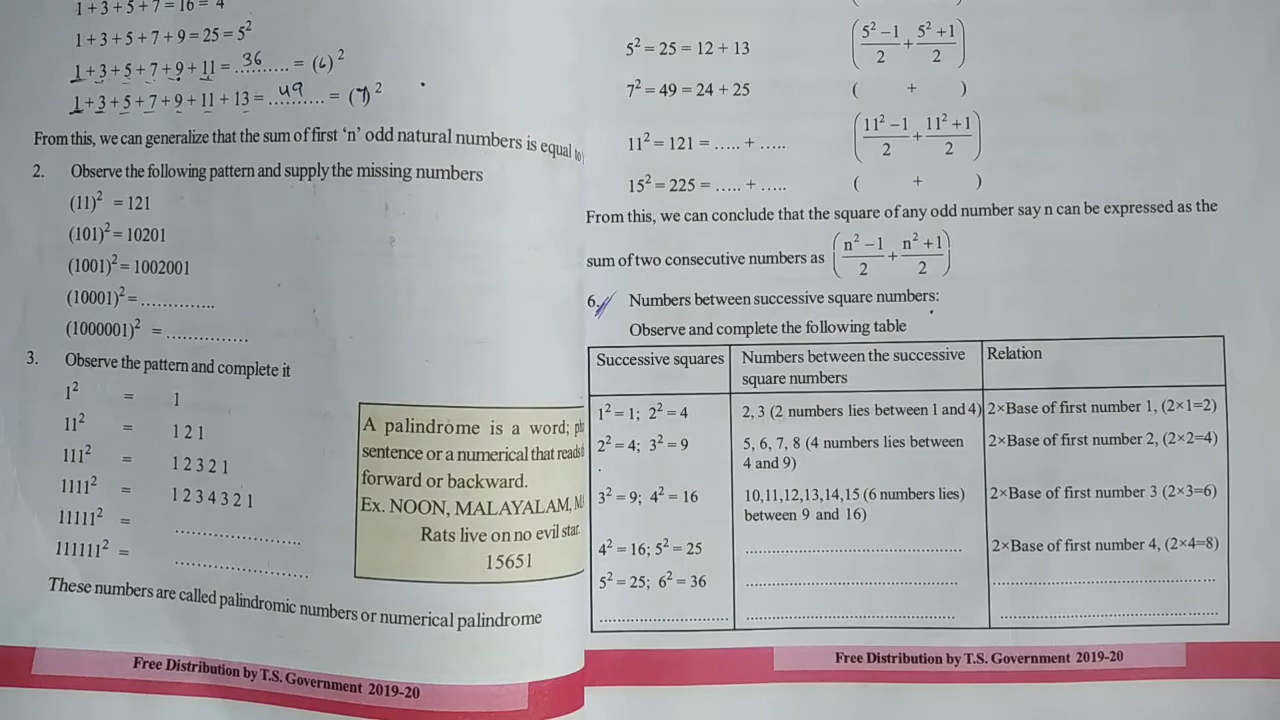 1+3+5+7=16= 4
1+3+5+7+9=25=5²
1+3+5+7+9+11=...36...=(6)²
1+3+5+7+9+11+13=...49...=(7)²
From this, we can generalize that the sum of first ‘n’ odd natural numbers is equal to
2. Observe the following pattern and supply the missing numbers
(11)² = 121
(101)² = 10201
(1001)² = 1002001
(10001)² = .............
(1000001)² = ...............
3. Observe the pattern and complete it
1² = 1
11² = 1 2 1
111² = 1 2 3 2 1
1111² = 1 2 3 4 3 2 1
11111² = .......................
111111² = ........................
A palindrome is a word;
sentence or a numerical that reads
forward or backward.
Ex. NOON, MALAYALAM,
Rats live on no evil star.
15651
These numbers are called palindromic numbers or numerical palindrome
Free Distribution by T.S. Government 2019-20
5² = 25 = 12 + 13 (5²−1/2 + 5²+1/2)
7² = 49 = 24 + 25 ( + )
11² = 121 = ..... + ..... (11²−1/2 + 11²+1/2)
15² = 225 = ..... + ..... ( + )
From this, we can conclude that the square of any odd number say n can be expressed as the
sum of two consecutive numbers as (n²−1/2 + n²+1/2)
6. Numbers between successive square numbers:
Observe and complete the following table
Successive squares Numbers between the successive Relation
square numbers
1² = 1; 2² = 4 2, 3 (2 numbers lies between 1 and 4) 2×Base of first number 1, (2×1=2)
2² = 4; 3² = 9 5, 6, 7, 8 (4 numbers lies between 2×Base of first number 2, (2×2=4)
4 and 9)
3² = 9; 4² = 16 10,11,12,13,14,15 (6 numbers lies) 2×Base of first number 3 (2×3=6)
between 9 and 16)
4² = 16; 5² = 25 ............................................... 2×Base of first number 4, (2×4=8)
5² = 25; 6² = 36 ............................................... ................................................
............................. ............................................... ................................................
Free Distribution by T.S. Government 2019-20